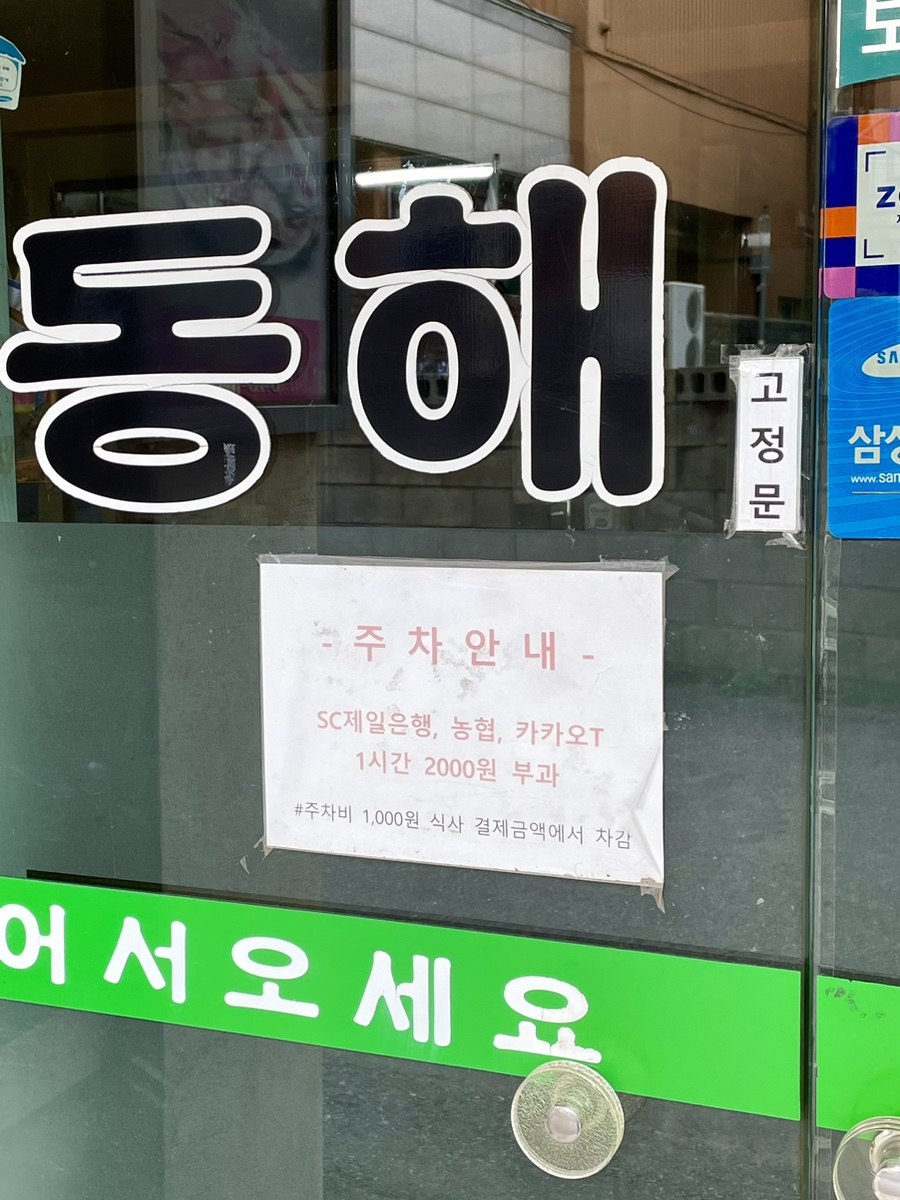 동해
고정문
- 주차안내 -
SC제일은행, 농협, 카카오T
1시간 2000원 부과
#주차비 1,000원 식사 결제금액에서 차감
어서오세요